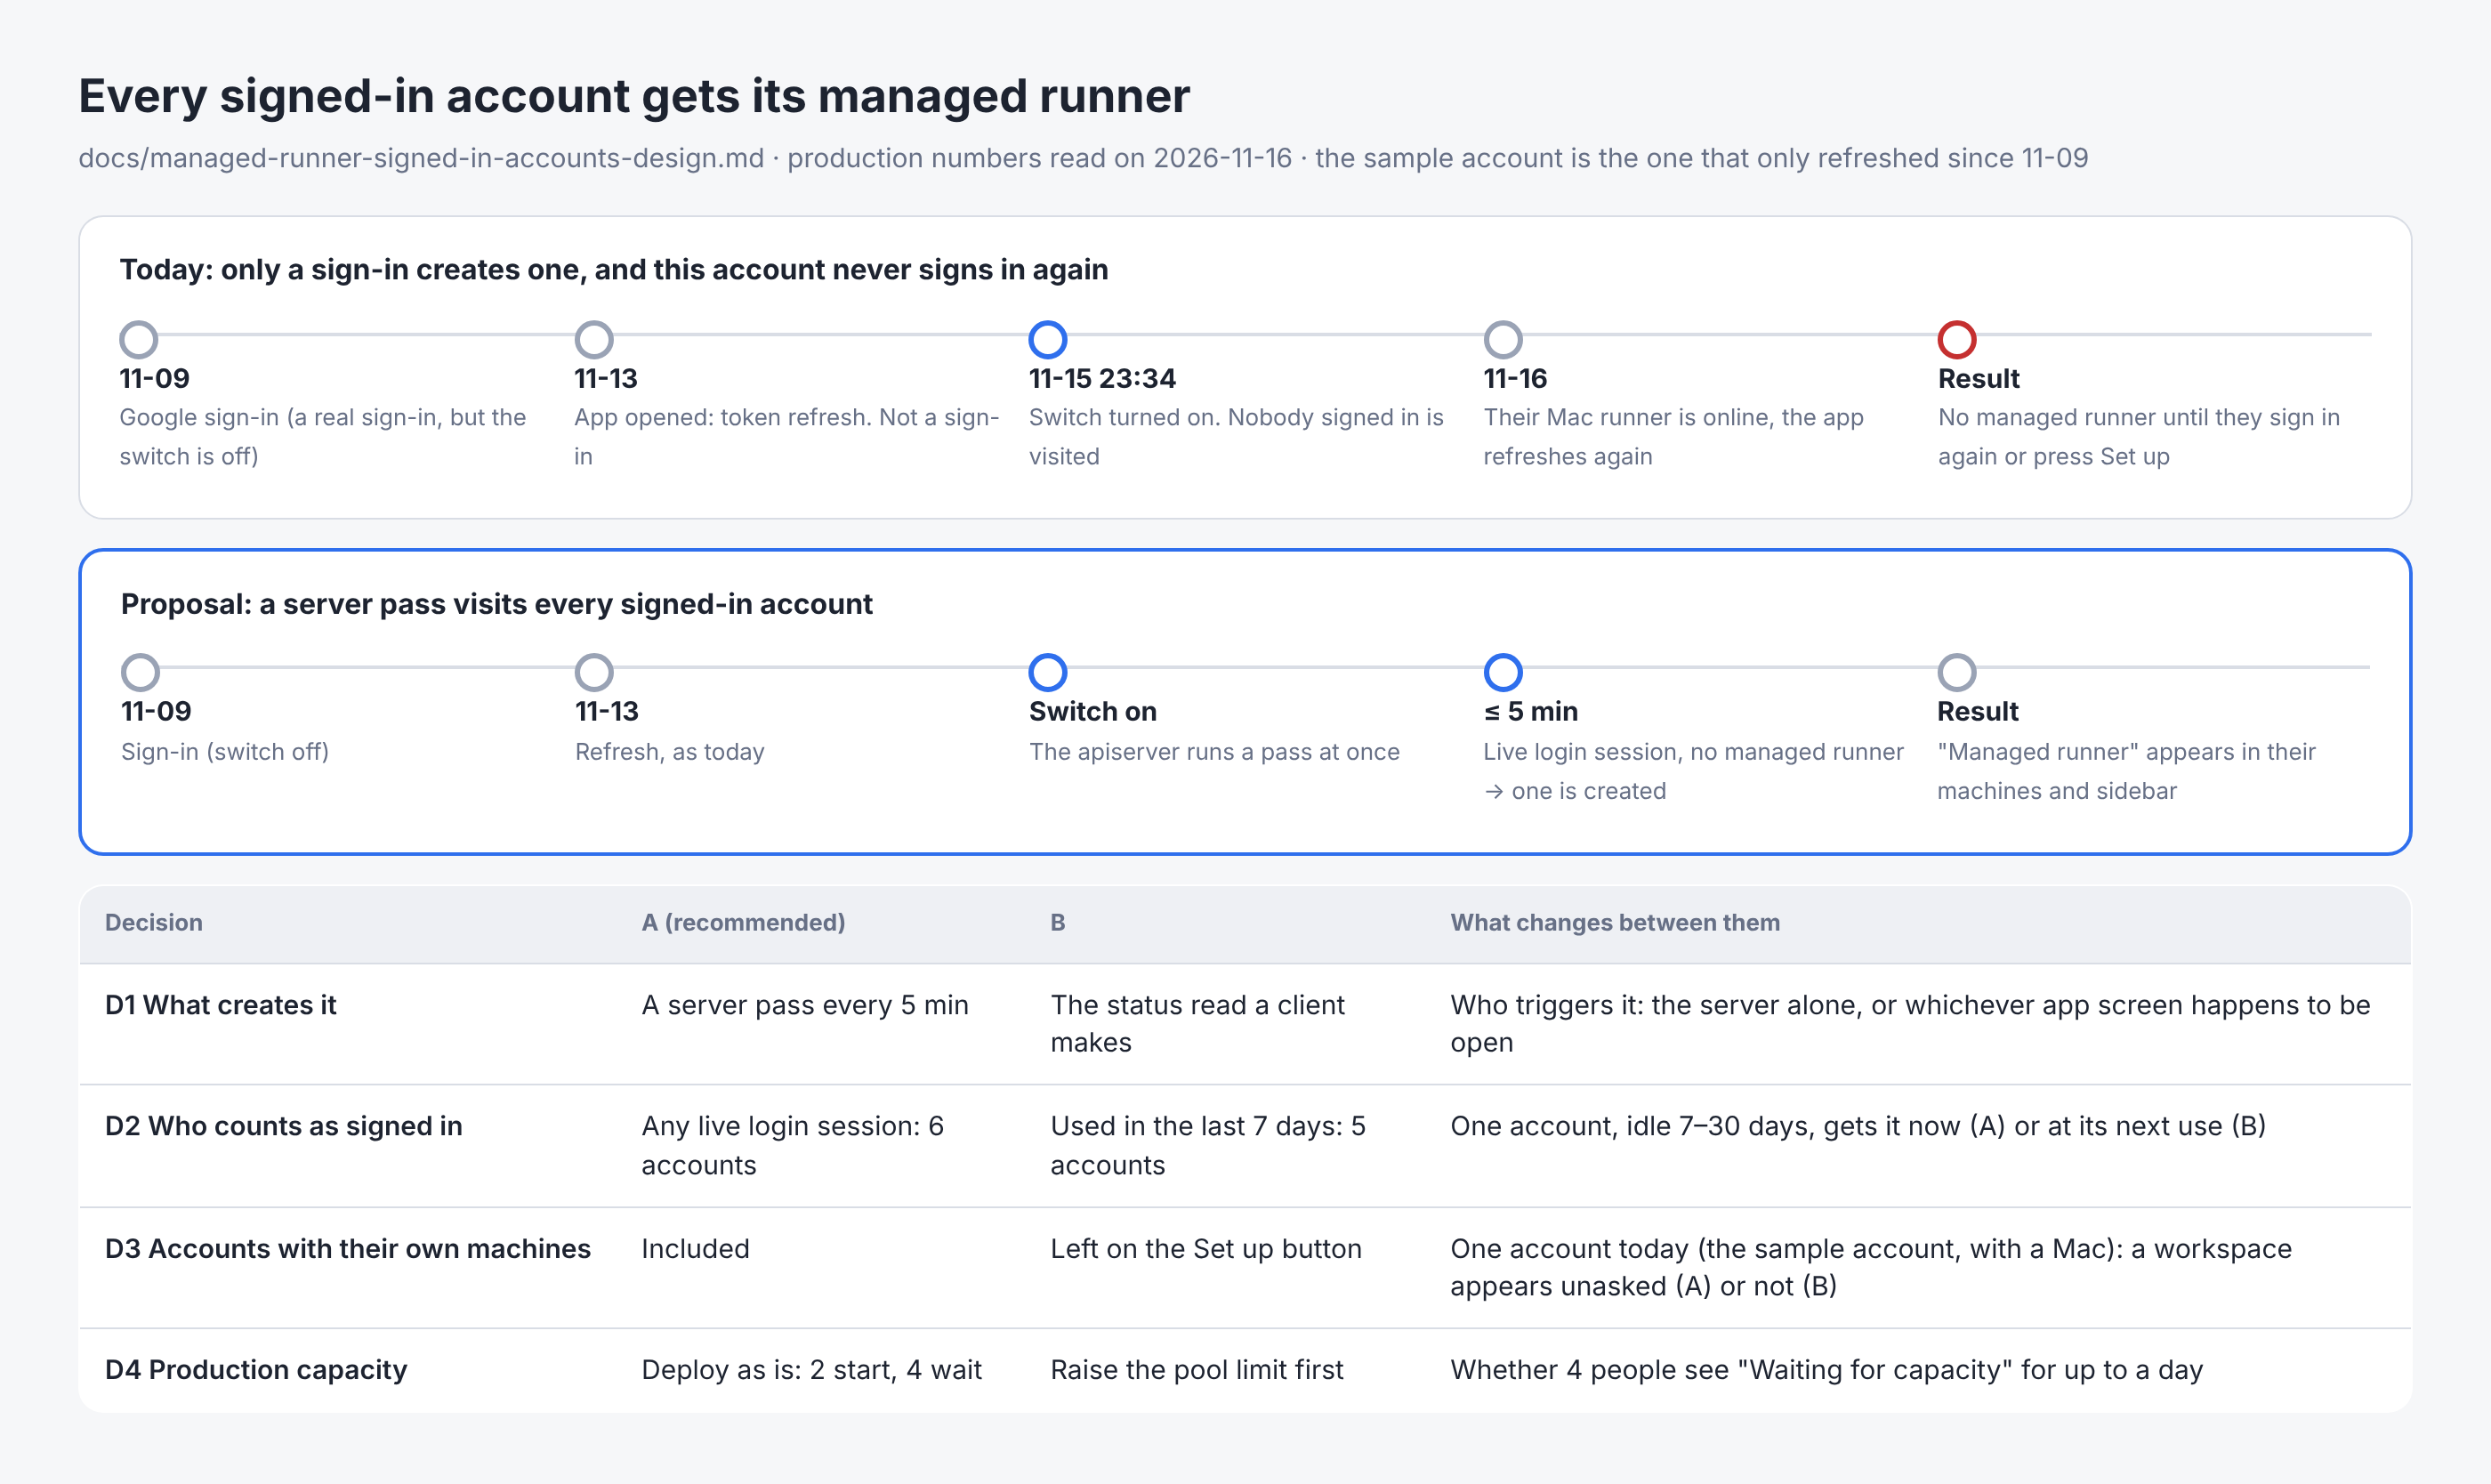 Every signed-in account gets its managed runner
docs/managed-runner-signed-in-accounts-design.md · production numbers read on 2026-11-16 · the sample account is the one that only refreshed since 11-09
Today: only a sign-in creates one, and this account never signs in again
11-09
Google sign-in (a real sign-in, but the
switch is off)
11-13
App opened: token refresh. Not a sign-
in
11-15 23:34
Switch turned on. Nobody signed in is
visited
11-16
Their Mac runner is online, the app
refreshes again
Result
No managed runner until they sign in
again or press Set up
Proposal: a server pass visits every signed-in account
11-09
Sign-in (switch off)
11-13
Refresh, as today
Switch on
The apiserver runs a pass at once
≤ 5 min
Live login session, no managed runner
→ one is created
Result
"Managed runner" appears in their
machines and sidebar
Decision
A (recommended)
B
What changes between them
D1 What creates it
A server pass every 5 min
The status read a client
makes
Who triggers it: the server alone, or whichever app screen happens to be
open
D2 Who counts as signed in
Any live login session: 6
accounts
Used in the last 7 days: 5
accounts
One account, idle 7–30 days, gets it now (A) or at its next use (B)
D3 Accounts with their own machines
Included
Left on the Set up button
One account today (the sample account, with a Mac): a workspace
appears unasked (A) or not (B)
D4 Production capacity
Deploy as is: 2 start, 4 wait
Raise the pool limit first
Whether 4 people see "Waiting for capacity" for up to a day